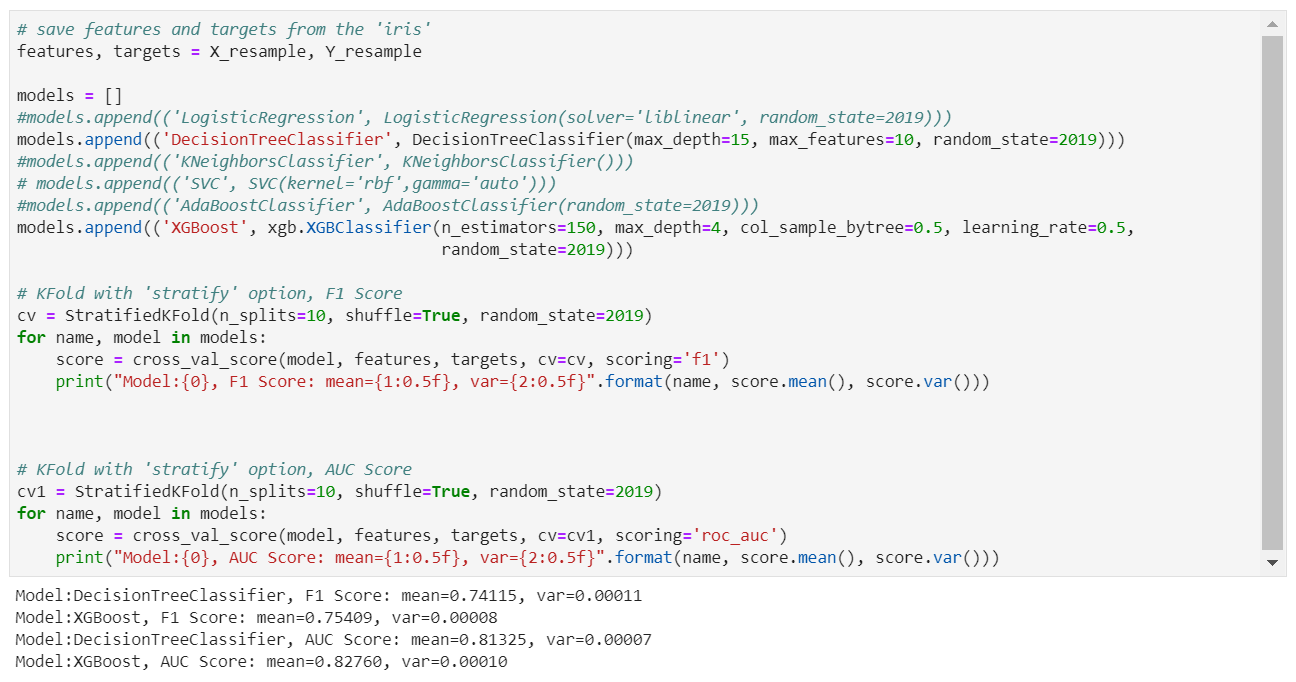 # save features and targets from the 'iris'
features, targets = X_resample, Y_resample
models = []
#models.append(('LogisticRegression', LogisticRegression(solver='liblinear', random_state=2019)))
models.append(('DecisionTreeClassifier', DecisionTreeClassifier(max_depth=15, max_features=10, random_state=2019)))
#models.append(('KNeighborsClassifier', KNeighborsClassifier()))
# models.append(('SVC', SVC(kernel='rbf',gamma='auto')))
#models.append(('AdaBoostClassifier', AdaBoostClassifier(random_state=2019)))
models.append(('XGBoost', xgb.XGBClassifier(n_estimators=150, max_depth=4, col_sample_bytree=0.5, learning_rate=0.5,
random_state=2019)))
# KFold with 'stratify' option, F1 Score
cv = StratifiedKFold(n_splits=10, shuffle=True, random_state=2019)
for name, model in models:
    score = cross_val_score(model, features, targets, cv=cv, scoring='f1')
    print("Model:{0}, F1 Score: mean={1:0.5f}, var={2:0.5f}".format(name, score.mean(), score.var()))
# KFold with 'stratify' option, AUC Score
cv1 = StratifiedKFold(n_splits=10, shuffle=True, random_state=2019)
for name, model in models:
    score = cross_val_score(model, features, targets, cv=cv1, scoring='roc_auc')
    print("Model:{0}, AUC Score: mean={1:0.5f}, var={2:0.5f}".format(name, score.mean(), score.var()))
Model:DecisionTreeClassifier, F1 Score: mean=0.74115, var=0.00011
Model:XGBoost, F1 Score: mean=0.75409, var=0.00008
Model:DecisionTreeClassifier, AUC Score: mean=0.81325, var=0.00007
Model:XGBoost, AUC Score: mean=0.82760, var=0.00010